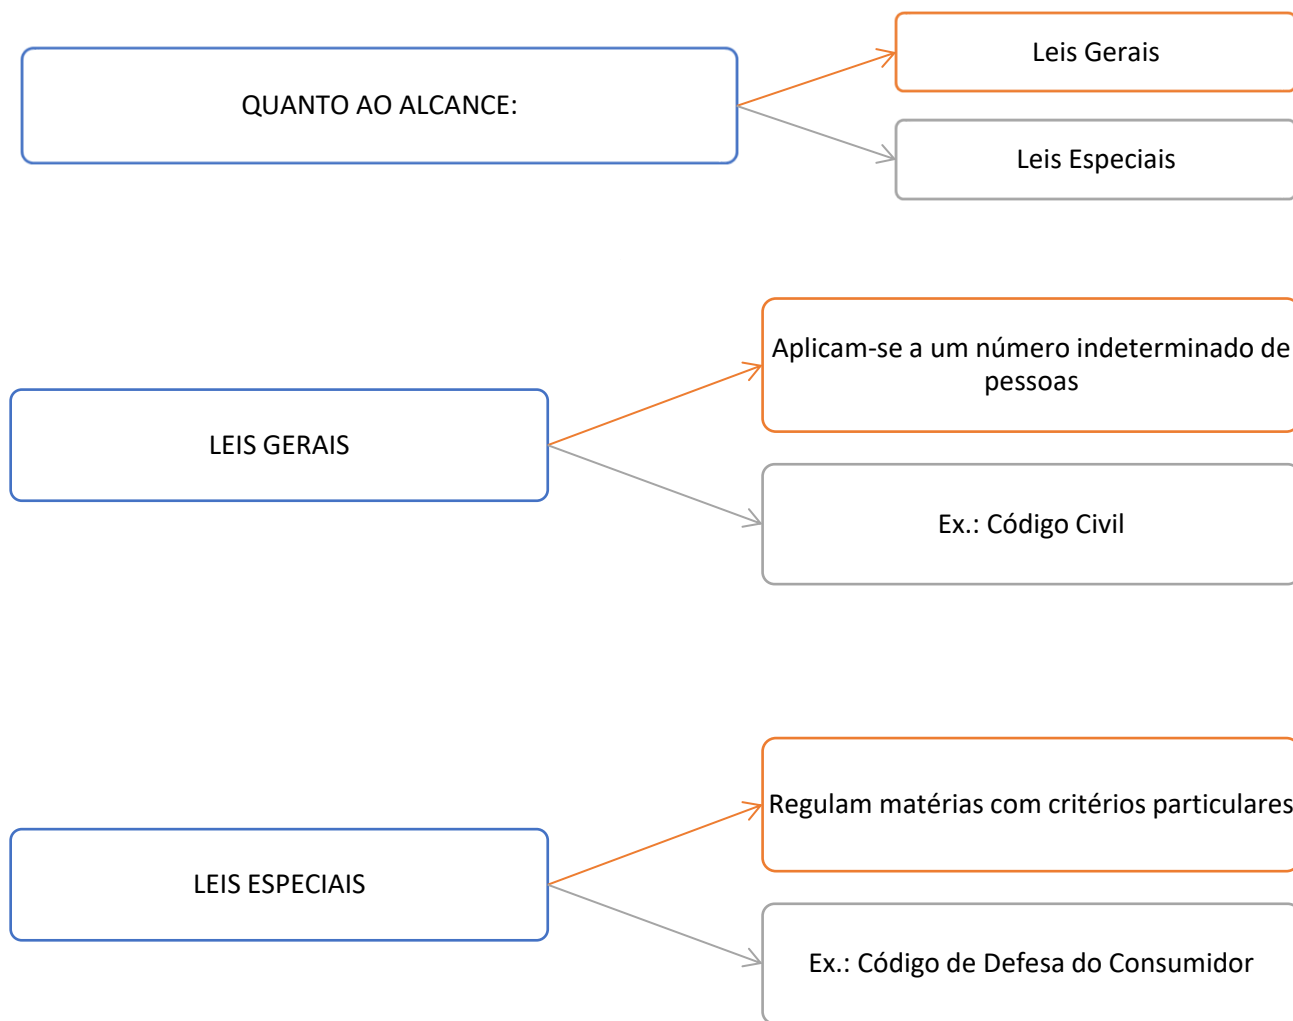 QUANTO AO ALCANCE:
Leis Gerais
Leis Especiais
LEIS GERAIS
Aplicam-se a um número indeterminado de
pessoas
Ex.: Código Civil
LEIS ESPECIAIS
Regulam matérias com critérios particulares
Ex.: Código de Defesa do Consumidor